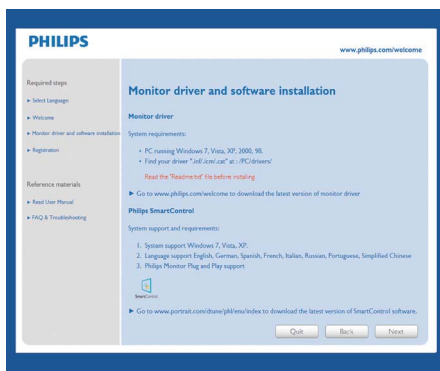 PHILIPS
www.philips.com/welcome
Required steps
▶ Select Language
▶ Welcome
▶ Monitor driver and software installation
▶ Registration
Reference materials
▶ Read User Manual
▶ FAQ & Troubleshooting
Monitor driver and software installation
Monitor driver
System requirements:
• PC running Windows 7, Vista, XP, 2000, 98.
• Find your driver ".inf/.icm/.cat" at : /PC/drivers/
Read the "Readme.txt" file before installing
▶ Go to www.philips.com/welcome to download the latest version of monitor driver
Philips SmartControl
System support and requirements:
1. System support Windows 7, Vista, XP.
2. Language support English, German, Spanish, French, Italian, Russian, Portuguese, Simplified Chinese
3. Philips Monitor Plug and Play support
SmartControl
▶ Go to www.portrait.com/dtune/phl/enu/index to download the latest version of SmartControl software.
Quit Back Next